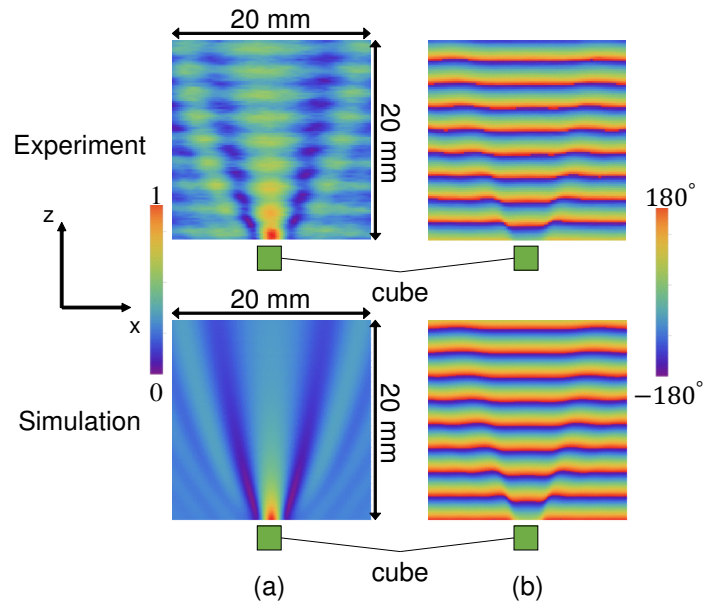 20 mm
20 mm
Experiment
1
180°
z
x
cube
20 mm
0
−180°
20 mm
Simulation
cube
(a)
(b)